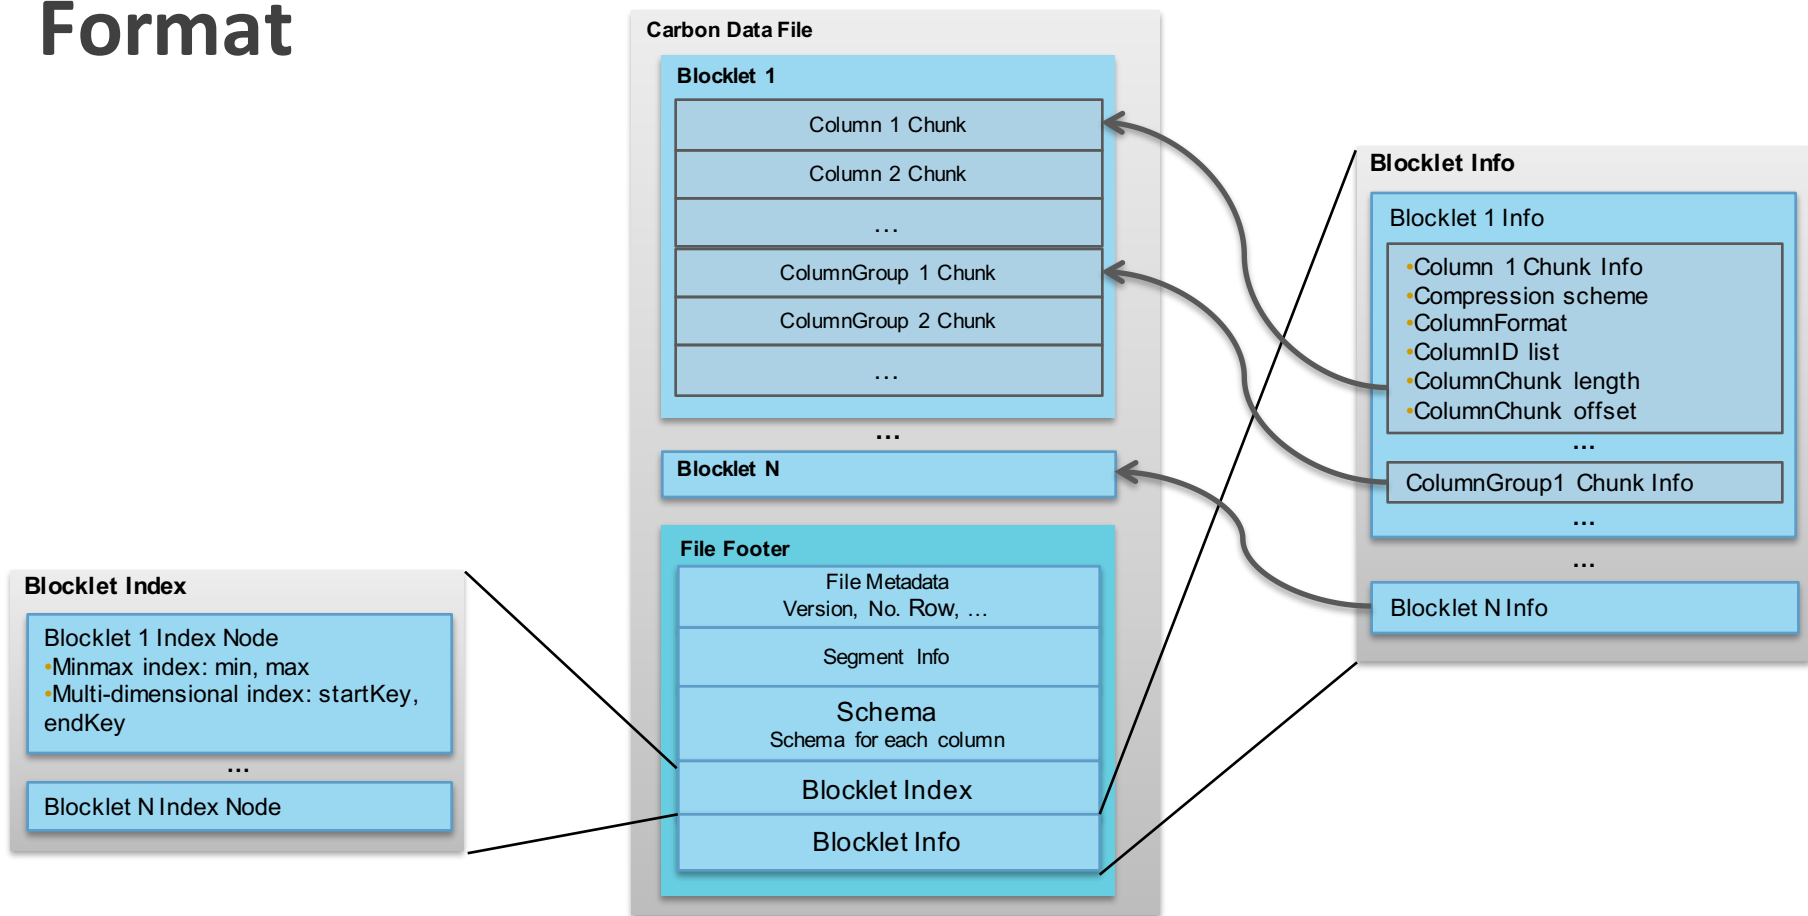 Format
Carbon Data File
Blocklet 1
Column 1 Chunk
Column 2 Chunk
...
ColumnGroup 1 Chunk
ColumnGroup 2 Chunk
...
...
Blocklet N
File Footer
File Metadata
Version, No. Row, ...
Segment Info
Schema
Schema for each column
Blocklet Index
Blocklet Info
Blocklet Index
Blocklet 1 Index Node
•Minmax index: min, max
•Multi-dimensional index: startKey,
endKey
...
Blocklet N Index Node
Blocklet Info
Blocklet 1 Info
•Column 1 Chunk Info
•Compression scheme
•ColumnFormat
•ColumnID list
•ColumnChunk length
•ColumnChunk offset
...
ColumnGroup1 Chunk Info
...
...
Blocklet N Info